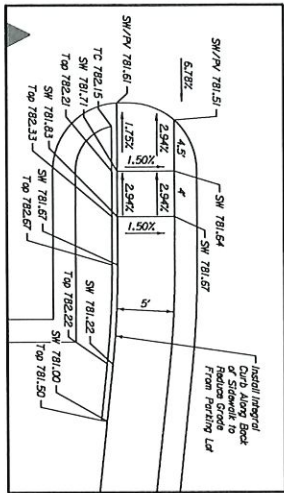 SW/PV 781.51
6.78%
4.5'
4'
2.94%
2.94%
SW 781.64
SW 781.67
1.50%
1.50%
1.75%
2.94%
2.94%
5'
Install Integral
Curb Along Back
of Sidewalk to
Reduce Grade
From Parking Lot
SW/PV 781.61
TC 782.15
SW 781.71
Top 782.21
SW 781.83
Top 782.33
SW 781.67
Top 782.67
SW 781.22
Top 782.22
SW 781.00
Top 781.50